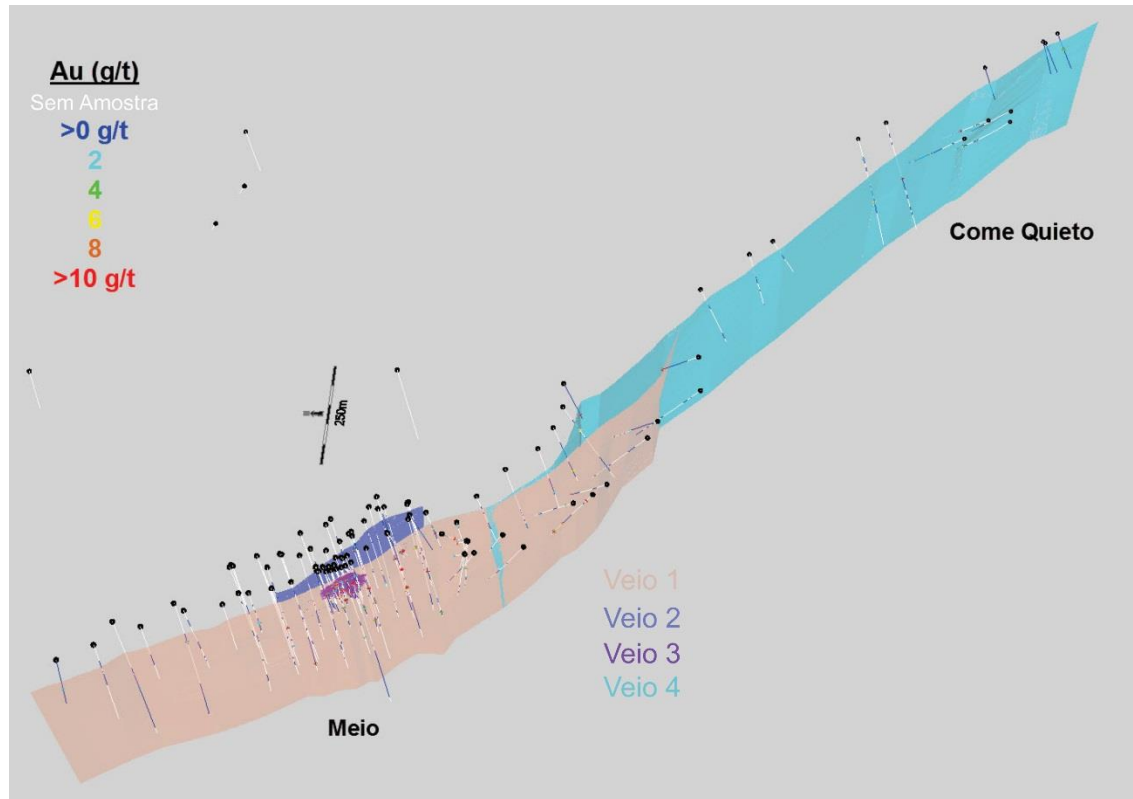 Au (g/t)
Sem Amostra
>0 g/t
2
4
6
8
>10 g/t
Come Quieto
250m
Veio 1
Veio 2
Veio 3
Veio 4
Meio